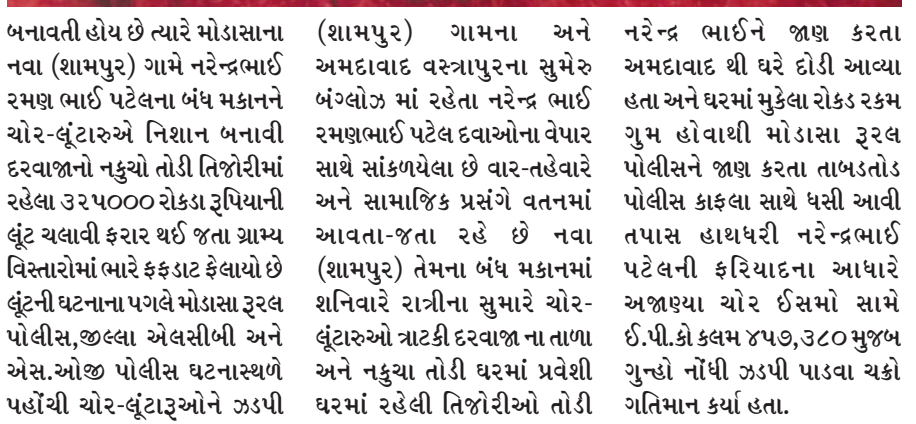 બનાવતી હોય છે ત્યારે મોડાસાના
નવા (શામપુર) ગામે નરેન્દ્રભાઈ
રમણ ભાઈ પટેલના બંધ મકાનને
ચોર-લૂંટારુએ નિશાન બનાવી
દરવાજાનો નકુચો તોડી તિજોરીમાં
રહેલા ૩૨૫૦૦૦ રોકડા રૂપિયાની
લૂંટ ચલાવી ફરાર થઈ જતા ગ્રામ્ય
વિસ્તારોમાં ભારે ફફડાટ ફેલાયો છે
લૂંટની ઘટનાના પગલે મોડાસા રૂરલ
પોલીસ,જીલ્લા એલસીબી અને
એસ.ઓજી પોલીસ ઘટનાસ્થળે
પહોંચી ચોર-લૂંટારૂઓને ઝડપી
(શામપુર) ગામના અને
અમદાવાદ વસ્ત્રાપુરના સુમેરુ
બંગ્લોઝ માં રહેતા નરેન્દ્ર ભાઈ
રમણભાઈ પટેલ દવાઓના વેપાર
સાથે સાંકળયેલા છે વાર-તહેવારે
અને સામાજિક પ્રસંગે વતનમાં
આવતા-જતા રહે છે નવા
(શામપુર) તેમના બંધ મકાનમાં
શનિવારે રાત્રીના સુમારે ચોર-
લૂંટારુઓ ત્રાટકી દરવાજા ના તાળા
અને નકુચા તોડી ઘરમાં પ્રવેશી
ઘરમાં રહેલી તિજોરીઓ તોડી
નરેન્દ્ર ભાઈને જાણ કરતા
અમદાવાદ થી ઘરે દોડી આવ્યા
હતા અને ઘરમાં મુકેલા રોકડ રકમ
ગુમ હોવાથી મોડાસા રૂરલ
પોલીસને જાણ કરતા તાબડતોડ
પોલીસ કાફલા સાથે ધસી આવી
તપાસ હાથધરી નરેન્દ્રભાઈ
પટેલની ફરિયાદના આધારે
અજાણ્યા ચોર ઈસમો સામે
ઈ.પી.કો કલમ ૪૫૭,૩૮૦ મુજબ
ગુન્હો નોંધી ઝડપી પાડવા ચક્રો
ગતિમાન કર્યા હતા.